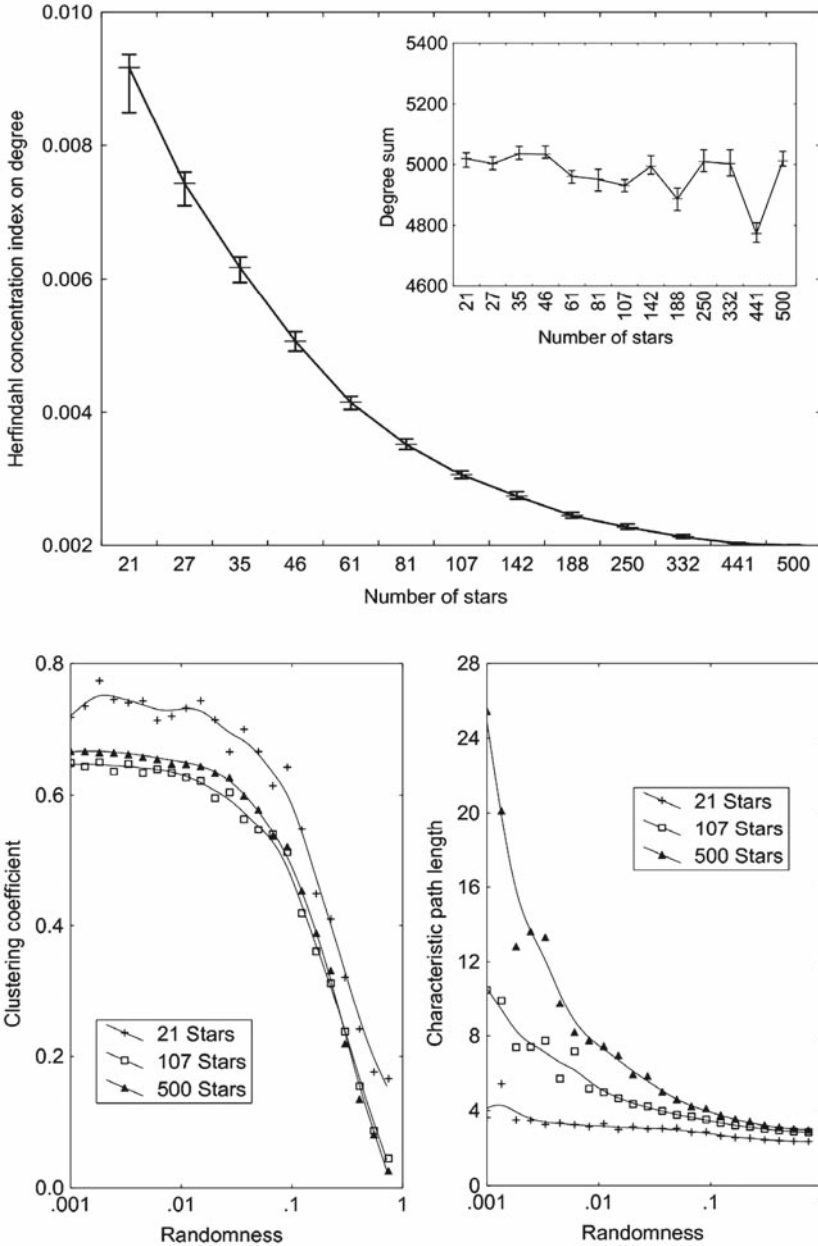 Herfindahl concentration index on degree
0.010
0.008
0.006
0.004
0.002
21 27 35 46 61 81 107 142 188 250 332 441 500
Number of stars
Degree sum
5400
5200
5000
4800
4600
21 27 35 46 61 81 107 142 188 250 332 441 500
Number of stars
Clustering coefficient
0.8
0.6
0.4
0.2
0.0
21 Stars
107 Stars
500 Stars
.001 .01 .1 1
Randomness
Characteristic path length
28
24
20
16
12
8
4
0
21 Stars
107 Stars
500 Stars
.001 .01 .1
Randomness